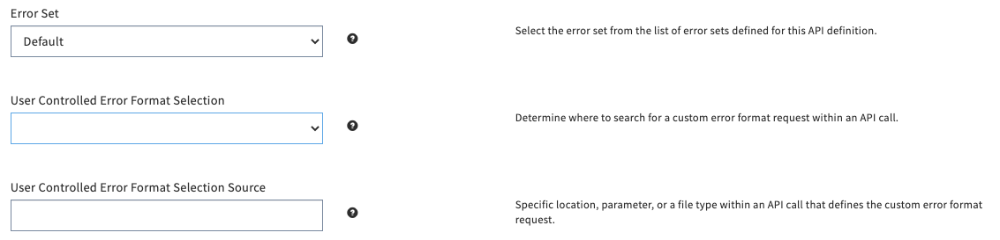 Error Set
Default
Select the error set from the list of error sets defined for this API definition.
User Controlled Error Format Selection
Determine where to search for a custom error format request within an API call.
User Controlled Error Format Selection Source
Specific location, parameter, or a file type within an API call that defines the custom error format
request.